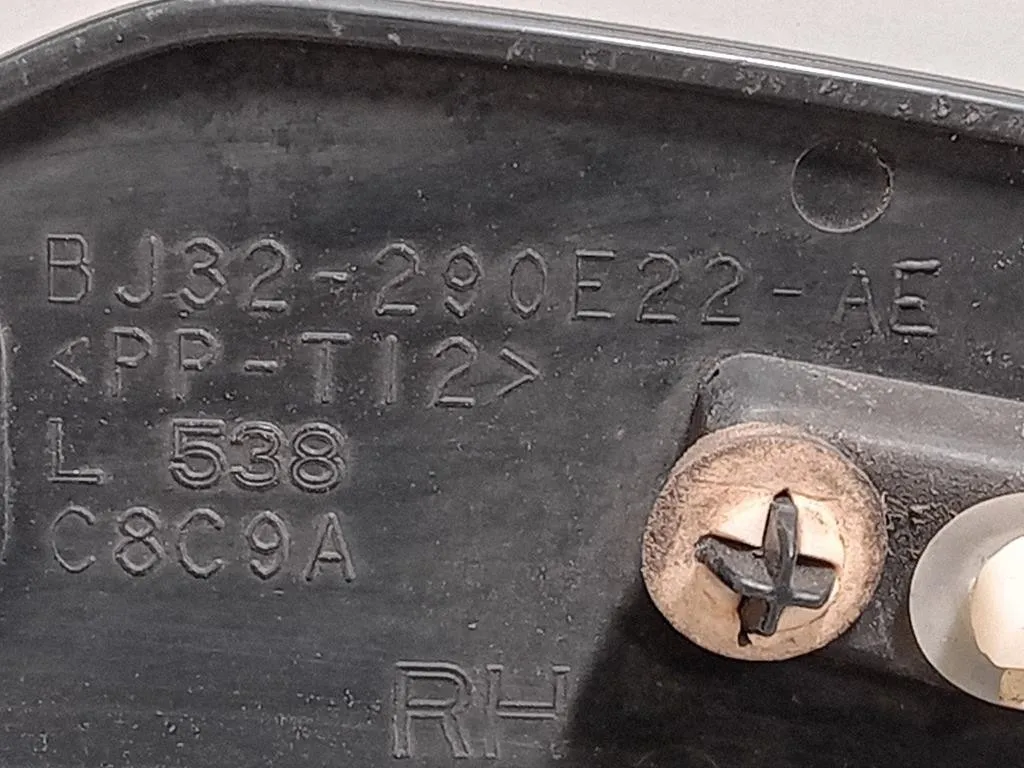 BJ32-290E22-AE
<PP-T12>
L 538
C8C9A
RH